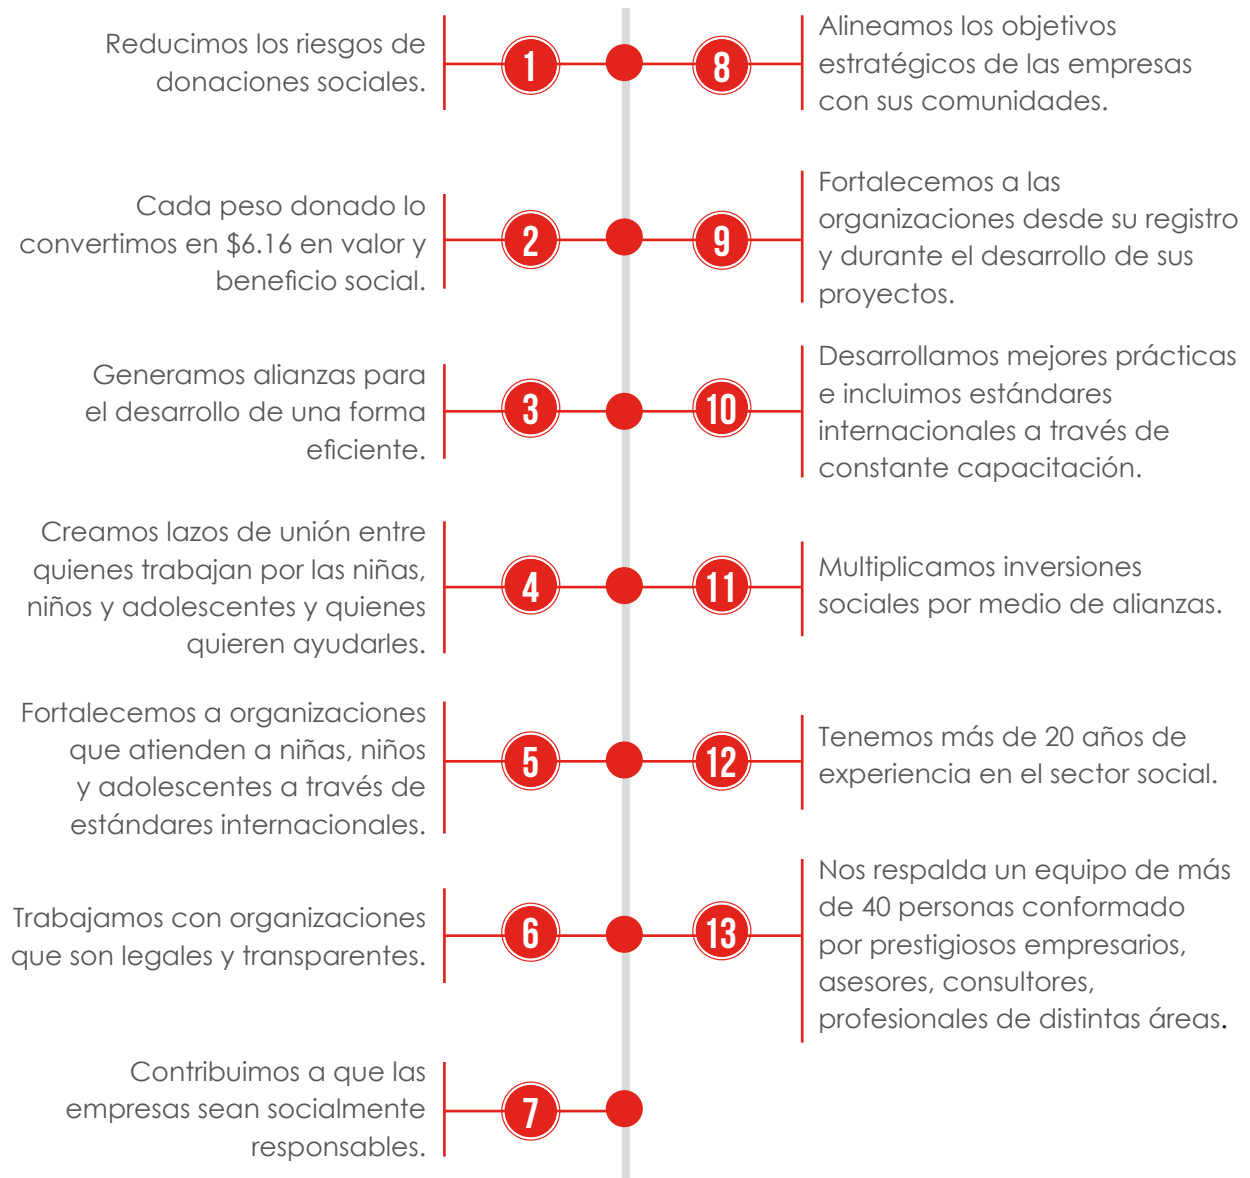 1
Reducimos los riesgos de
donaciones sociales.
2
Cada peso donado lo
convertimos en $6.16 en valor y
beneficio social.
3
Generamos alianzas para
el desarrollo de una forma
eficiente.
4
Creamos lazos de unión entre
quienes trabajan por las niñas,
niños y adolescentes y quienes
quieren ayudarles.
5
Fortalecemos a organizaciones
que atienden a niñas, niños
y adolescentes a través de
estándares internacionales.
6
Trabajamos con organizaciones
que son legales y transparentes.
7
Contribuimos a que las
empresas sean socialmente
responsables.
8
Alineamos los objetivos
estratégicos de las empresas
con sus comunidades.
9
Fortalecemos a las
organizaciones desde su registro
y durante el desarrollo de sus
proyectos.
10
Desarrollamos mejores prácticas
e incluimos estándares
internacionales a través de
constante capacitación.
11
Multiplicamos inversiones
sociales por medio de alianzas.
12
Tenemos más de 20 años de
experiencia en el sector social.
13
Nos respalda un equipo de más
de 40 personas conformado
por prestigiosos empresarios,
asesores, consultores,
profesionales de distintas áreas.